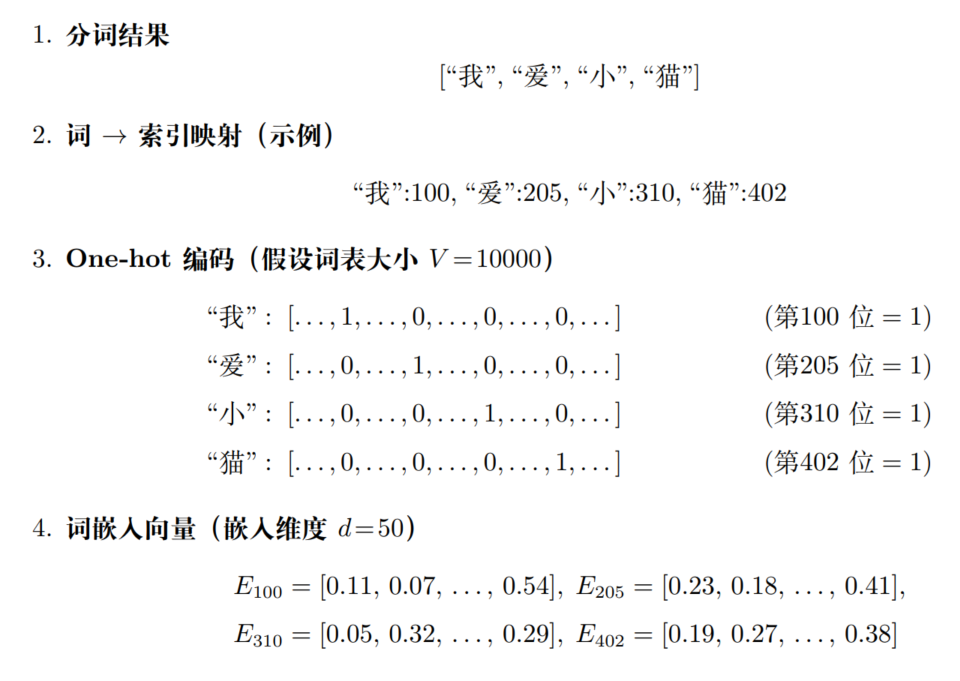 1. 分词结果
[“我”, “爱”, “小”, “猫”]
2. 词 → 索引映射（示例）
“我”:100, “爱”:205, “小”:310, “猫”:402
3. One-hot 编码（假设词表大小 V=10000）
“我”: [...,1,...,0,...,0,...,0,...] (第100 位 = 1)
“爱”: [...,0,...,1,...,0,...,0,...] (第205 位 = 1)
“小”: [...,0,...,0,...,1,...,0,...] (第310 位 = 1)
“猫”: [...,0,...,0,...,0,...,1,...] (第402 位 = 1)
4. 词嵌入向量（嵌入维度 d=50）
E₁₀₀ = [0.11, 0.07, ..., 0.54], E₂₀₅ = [0.23, 0.18, ..., 0.41],
E₃₁₀ = [0.05, 0.32, ..., 0.29], E₄₀₂ = [0.19, 0.27, ..., 0.38]